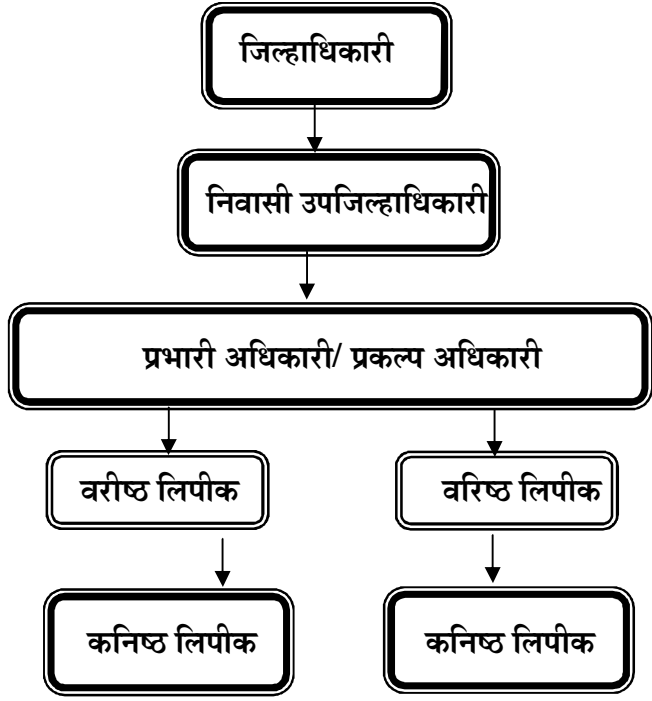 जिल्हाधिकारी
निवासी उपजिल्हाधिकारी
प्रभारी अधिकारी/ प्रकल्प अधिकारी
वरीष्ठ लिपीक
वरिष्ठ लिपीक
कनिष्ठ लिपीक
कनिष्ठ लिपीक